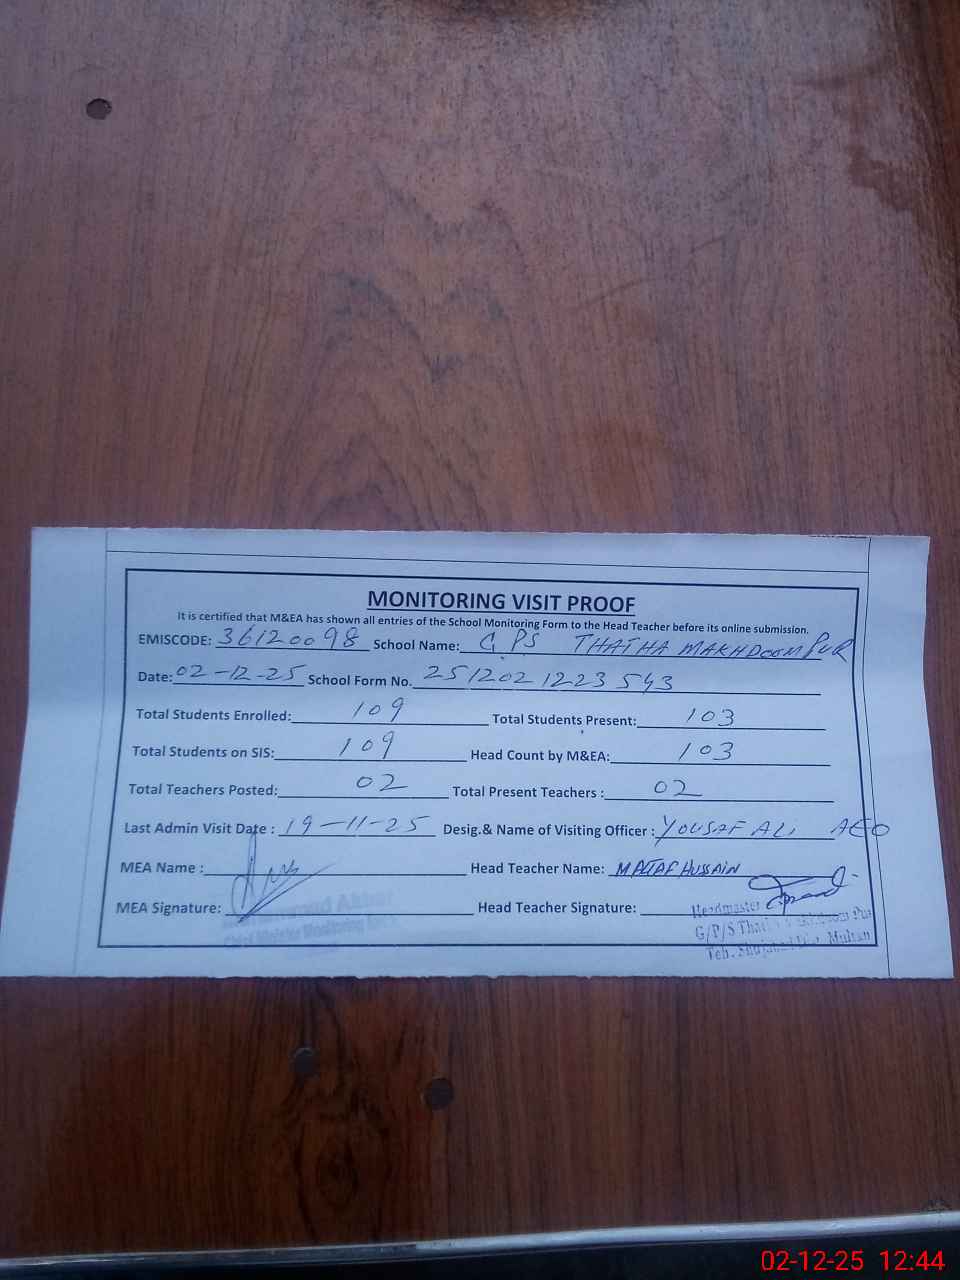 MONITORING VISIT PROOF
It is certified that M&EA has shown all entries of the School Monitoring Form to the Head Teacher before its online submission.
EMISCODE: 36120098 School Name: G PS THATHA MAKHDOOM PUR
Date: 02-12-25 School Form No. 251202 1223 543
Total Students Enrolled: 109 Total Students Present: 103
Total Students on SIS: 109 Head Count by M&EA: 103
Total Teachers Posted: 02 Total Present Teachers : 02
Last Admin Visit Date : 19-11-25 Desig.& Name of Visiting Officer : YOUSAF ALI AEO
MEA Name : Head Teacher Name: HUSSAIN
MEA Signature: Head Teacher Signature:
Headmaster
G/P/S
Teh. Multan
02-12-25 12:44